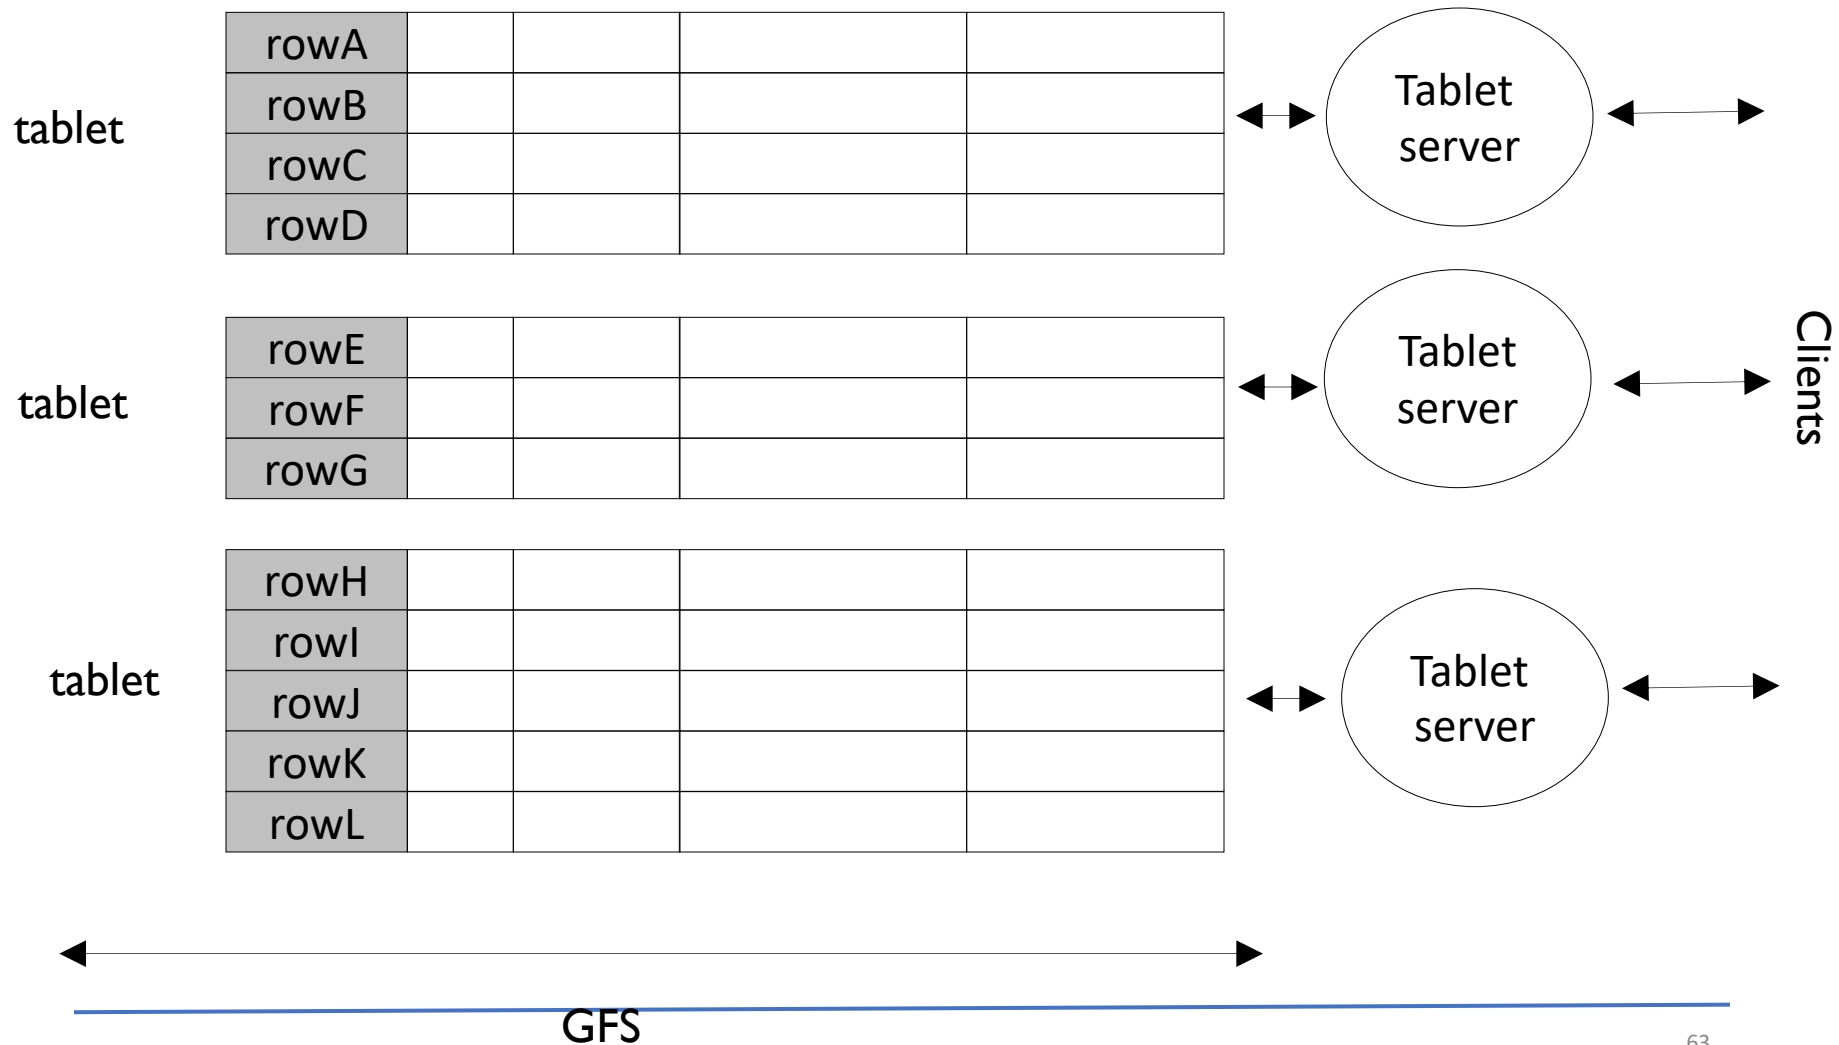 tablet
rowA
rowB
rowC
rowD
Tablet
server
tablet
rowE
rowF
rowG
Tablet
server
Clients
tablet
rowH
rowI
rowJ
rowK
rowL
Tablet
server
GFS
63